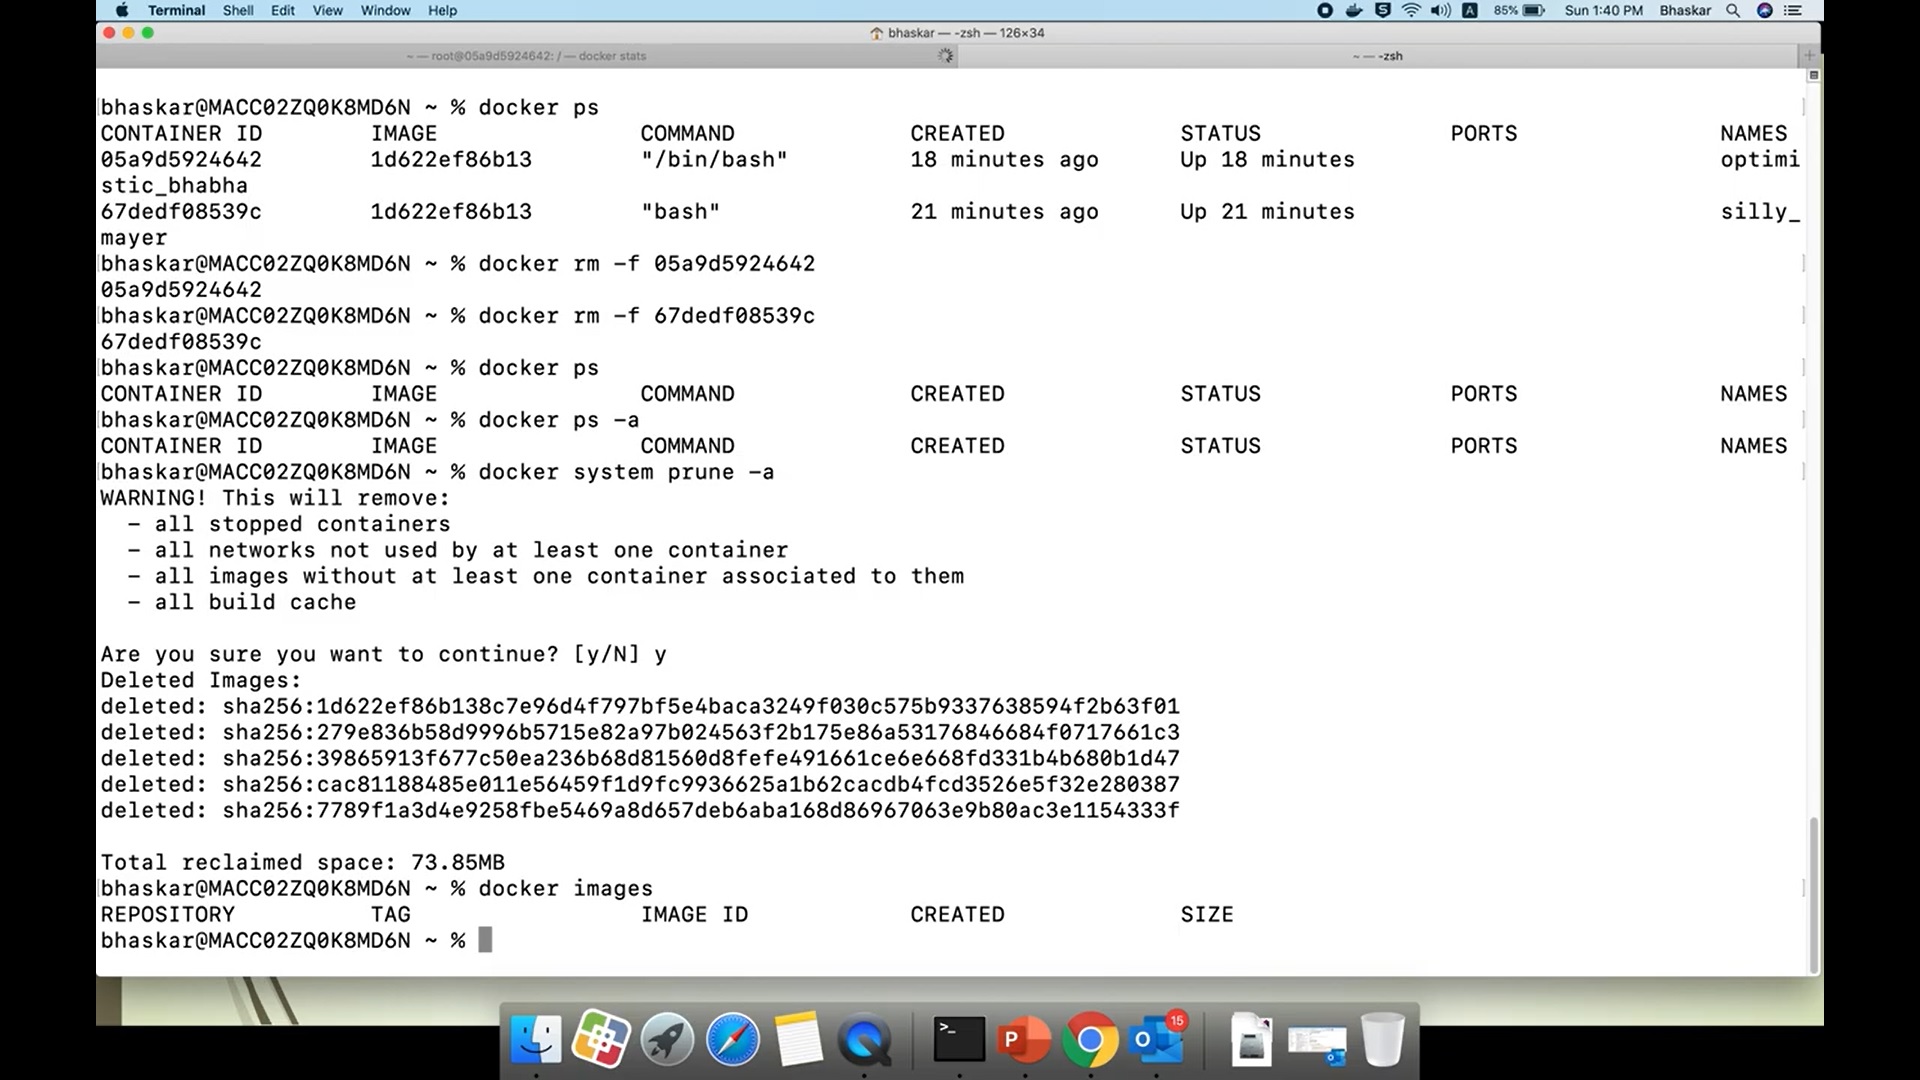 Terminal Shell Edit View Window Help 85% Sun 1:40 PM Bhaskar
bhaskar — -zsh — 126×34
~ — root@05a9d5924642: / — docker stats ~ — -zsh
bhaskar@MACC02ZQ0K8MD6N ~ % docker ps
CONTAINER ID IMAGE COMMAND CREATED STATUS PORTS NAMES
05a9d5924642 1d622ef86b13 "/bin/bash" 18 minutes ago Up 18 minutes optimi
stic_bhabha
67dedf08539c 1d622ef86b13 "bash" 21 minutes ago Up 21 minutes silly_
mayer
bhaskar@MACC02ZQ0K8MD6N ~ % docker rm -f 05a9d5924642
05a9d5924642
bhaskar@MACC02ZQ0K8MD6N ~ % docker rm -f 67dedf08539c
67dedf08539c
bhaskar@MACC02ZQ0K8MD6N ~ % docker ps
CONTAINER ID IMAGE COMMAND CREATED STATUS PORTS NAMES
bhaskar@MACC02ZQ0K8MD6N ~ % docker ps -a
CONTAINER ID IMAGE COMMAND CREATED STATUS PORTS NAMES
bhaskar@MACC02ZQ0K8MD6N ~ % docker system prune -a
WARNING! This will remove:
- all stopped containers
- all networks not used by at least one container
- all images without at least one container associated to them
- all build cache
Are you sure you want to continue? [y/N] y
Deleted Images:
deleted: sha256:1d622ef86b138c7e96d4f797bf5e4baca3249f030c575b9337638594f2b63f01
deleted: sha256:279e836b58d9996b5715e82a97b024563f2b175e86a53176846684f0717661c3
deleted: sha256:39865913f677c50ea236b68d81560d8fefe491661ce6e668fd331b4b680b1d47
deleted: sha256:cac81188485e011e56459f1d9fc9936625a1b62cacdb4fcd3526e5f32e280387
deleted: sha256:7789f1a3d4e9258fbe5469a8d657deb6aba168d86967063e9b80ac3e1154333f
Total reclaimed space: 73.85MB
bhaskar@MACC02ZQ0K8MD6N ~ % docker images
REPOSITORY TAG IMAGE ID CREATED SIZE
bhaskar@MACC02ZQ0K8MD6N ~ %
15